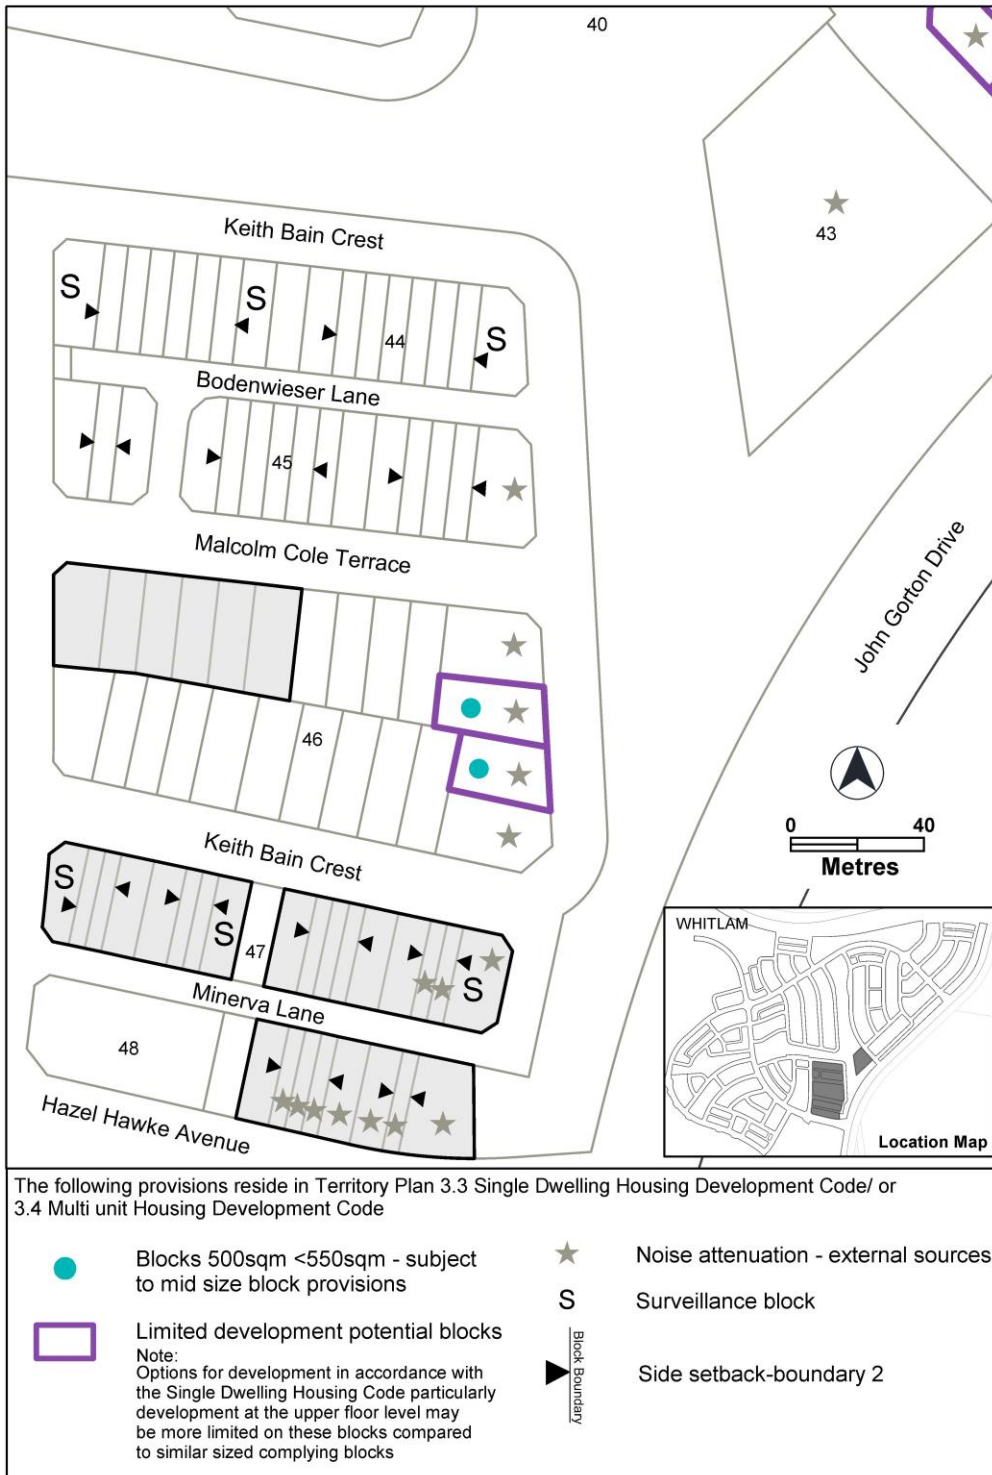 40
43
Keith Bain Crest
S
S
S
44
Bodenwieser Lane
45
Malcolm Cole Terrace
John Gorton Drive
46
0 40
Metres
Keith Bain Crest
S
S
47
S
Minerva Lane
48
Hazel Hawke Avenue
WHITLAM
Location Map
The following provisions reside in Territory Plan 3.3 Single Dwelling Housing Development Code/ or
3.4 Multi unit Housing Development Code
Blocks 500sqm <550sqm - subject
to mid size block provisions
Limited development potential blocks
Note:
Options for development in accordance with
the Single Dwelling Housing Code particularly
development at the upper floor level may
be more limited on these blocks compared
to similar sized complying blocks
Noise attenuation - external sources
S Surveillance block
Block Boundary
Side setback-boundary 2